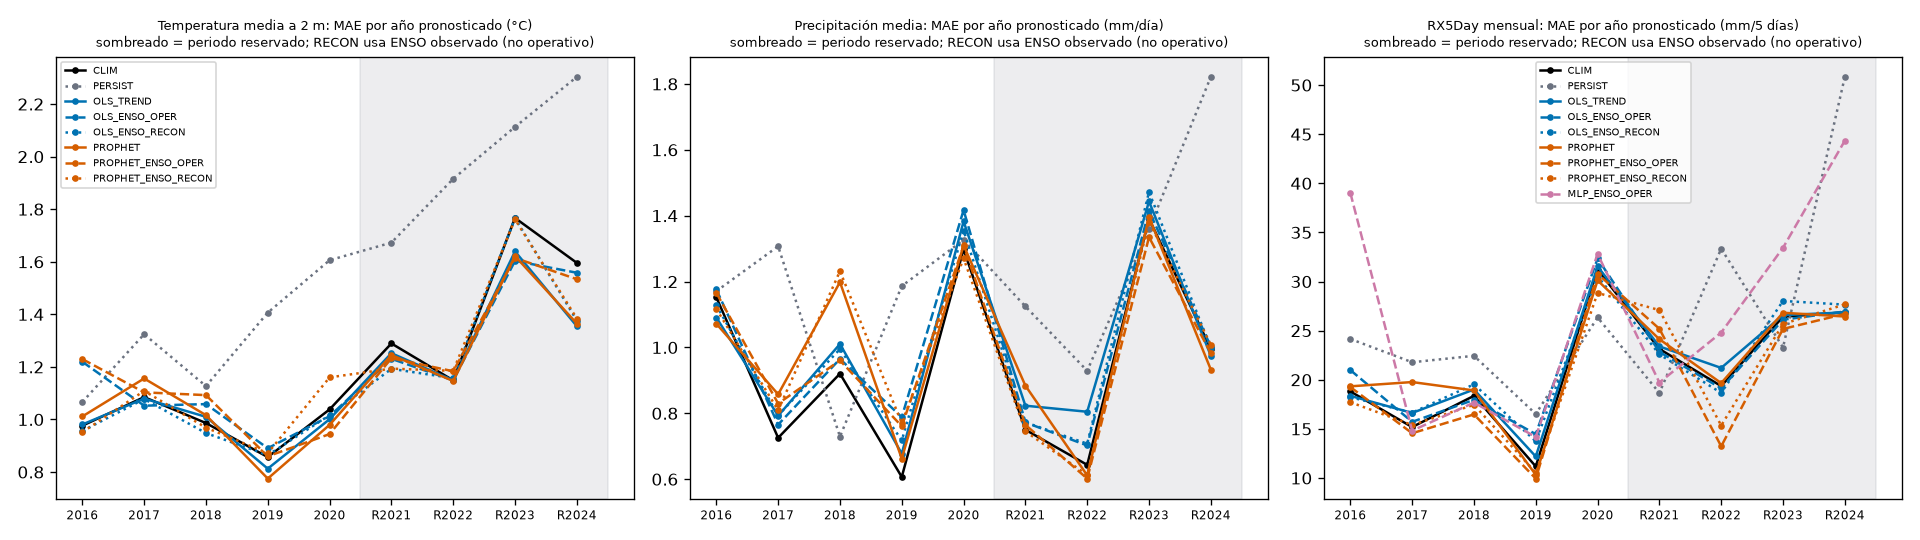 Temperatura media a 2 m: MAE por año pronosticado (°C)
sombreado = periodo reservado; RECON usa ENSO observado (no operativo)
2.2
2.0
1.8
1.6
1.4
1.2
1.0
0.8
CLIM
PERSIST
OLS_TREND
OLS_ENSO_OPER
OLS_ENSO_RECON
PROPHET
PROPHET_ENSO_OPER
PROPHET_ENSO_RECON
2016 2017 2018 2019 2020 R2021 R2022 R2023 R2024
Precipitación media: MAE por año pronosticado (mm/día)
sombreado = periodo reservado; RECON usa ENSO observado (no operativo)
1.8
1.6
1.4
1.2
1.0
0.8
0.6
2016 2017 2018 2019 2020 R2021 R2022 R2023 R2024
RX5Day mensual: MAE por año pronosticado (mm/5 días)
sombreado = periodo reservado; RECON usa ENSO observado (no operativo)
50
45
40
35
30
25
20
15
10
CLIM
PERSIST
OLS_TREND
OLS_ENSO_OPER
OLS_ENSO_RECON
PROPHET
PROPHET_ENSO_OPER
PROPHET_ENSO_RECON
MLP_ENSO_OPER
2016 2017 2018 2019 2020 R2021 R2022 R2023 R2024